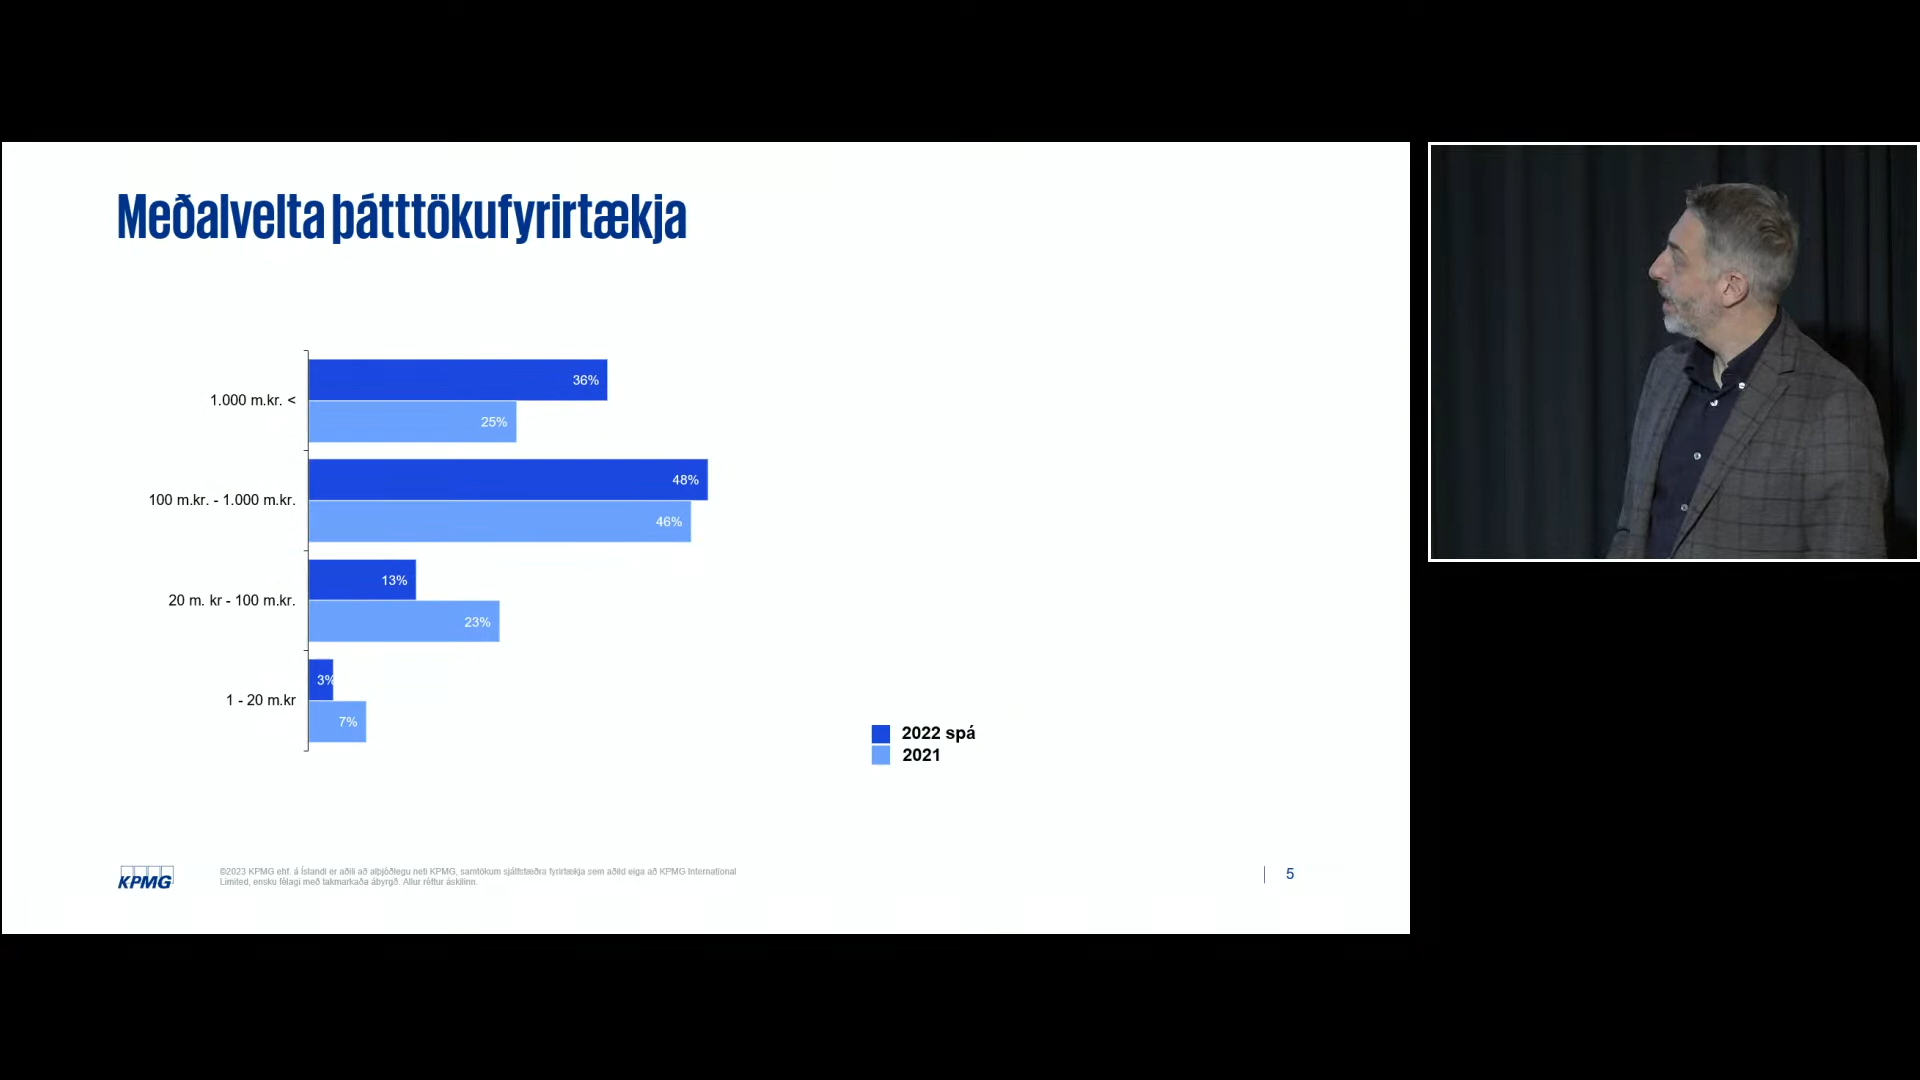 Meðalvelta þátttökufyrirtækja
1.000 m.kr. <
36%
25%
100 m.kr. - 1.000 m.kr.
48%
46%
20 m. kr - 100 m.kr.
13%
23%
1 - 20 m.kr
3%
7%
2022 spá
2021
KPMG
©2023 KPMG ehf. á Íslandi er aðili að alþjóðlegu neti KPMG, samtökum sjálfstæðra fyrirtækja sem aðild eiga að KPMG International
Limited, ensku félagi með takmarkaða ábyrgð. Allur réttur áskilinn.
5